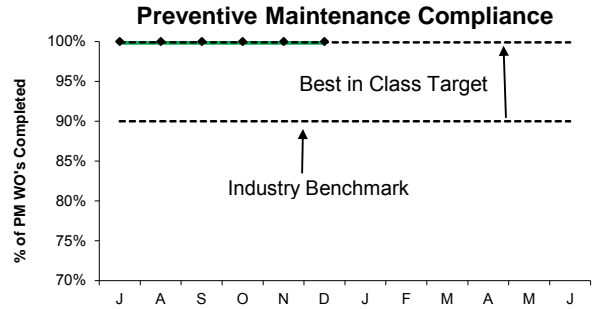 Preventive Maintenance Compliance
% of PM WO's Completed
100%
95%
90%
85%
80%
75%
70%
Best in Class Target
Industry Benchmark
J A S O N D J F M A M J